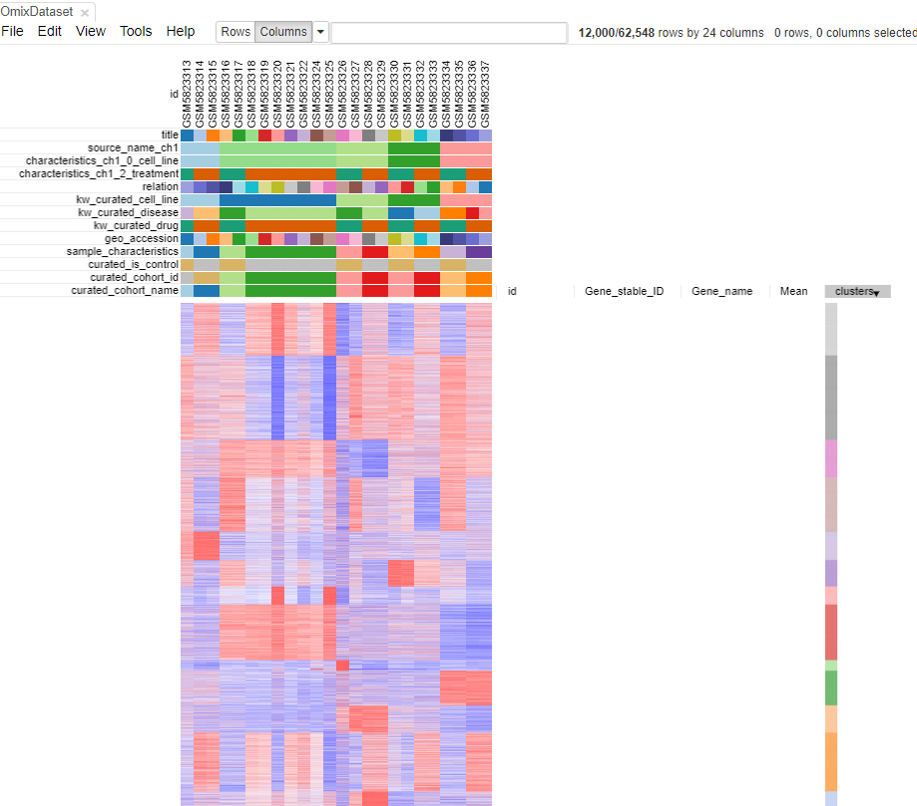 OmixDataset ×
File Edit View Tools Help Rows Columns 12,000/62,548 rows by 24 columns 0 rows, 0 columns selected
id
GSM5823313
GSM5823314
GSM5823315
GSM5823316
GSM5823317
GSM5823318
GSM5823319
GSM5823320
GSM5823321
GSM5823322
GSM5823324
GSM5823325
GSM5823326
GSM5823327
GSM5823328
GSM5823329
GSM5823330
GSM5823331
GSM5823332
GSM5823333
GSM5823334
GSM5823335
GSM5823336
GSM5823337
title
source_name_ch1
characteristics_ch1_0_cell_line
characteristics_ch1_2_treatment
relation
kw_curated_cell_line
kw_curated_disease
kw_curated_drug
geo_accession
sample_characteristics
curated_is_control
curated_cohort_id
curated_cohort_name
id Gene_stable_ID Gene_name Mean clusters